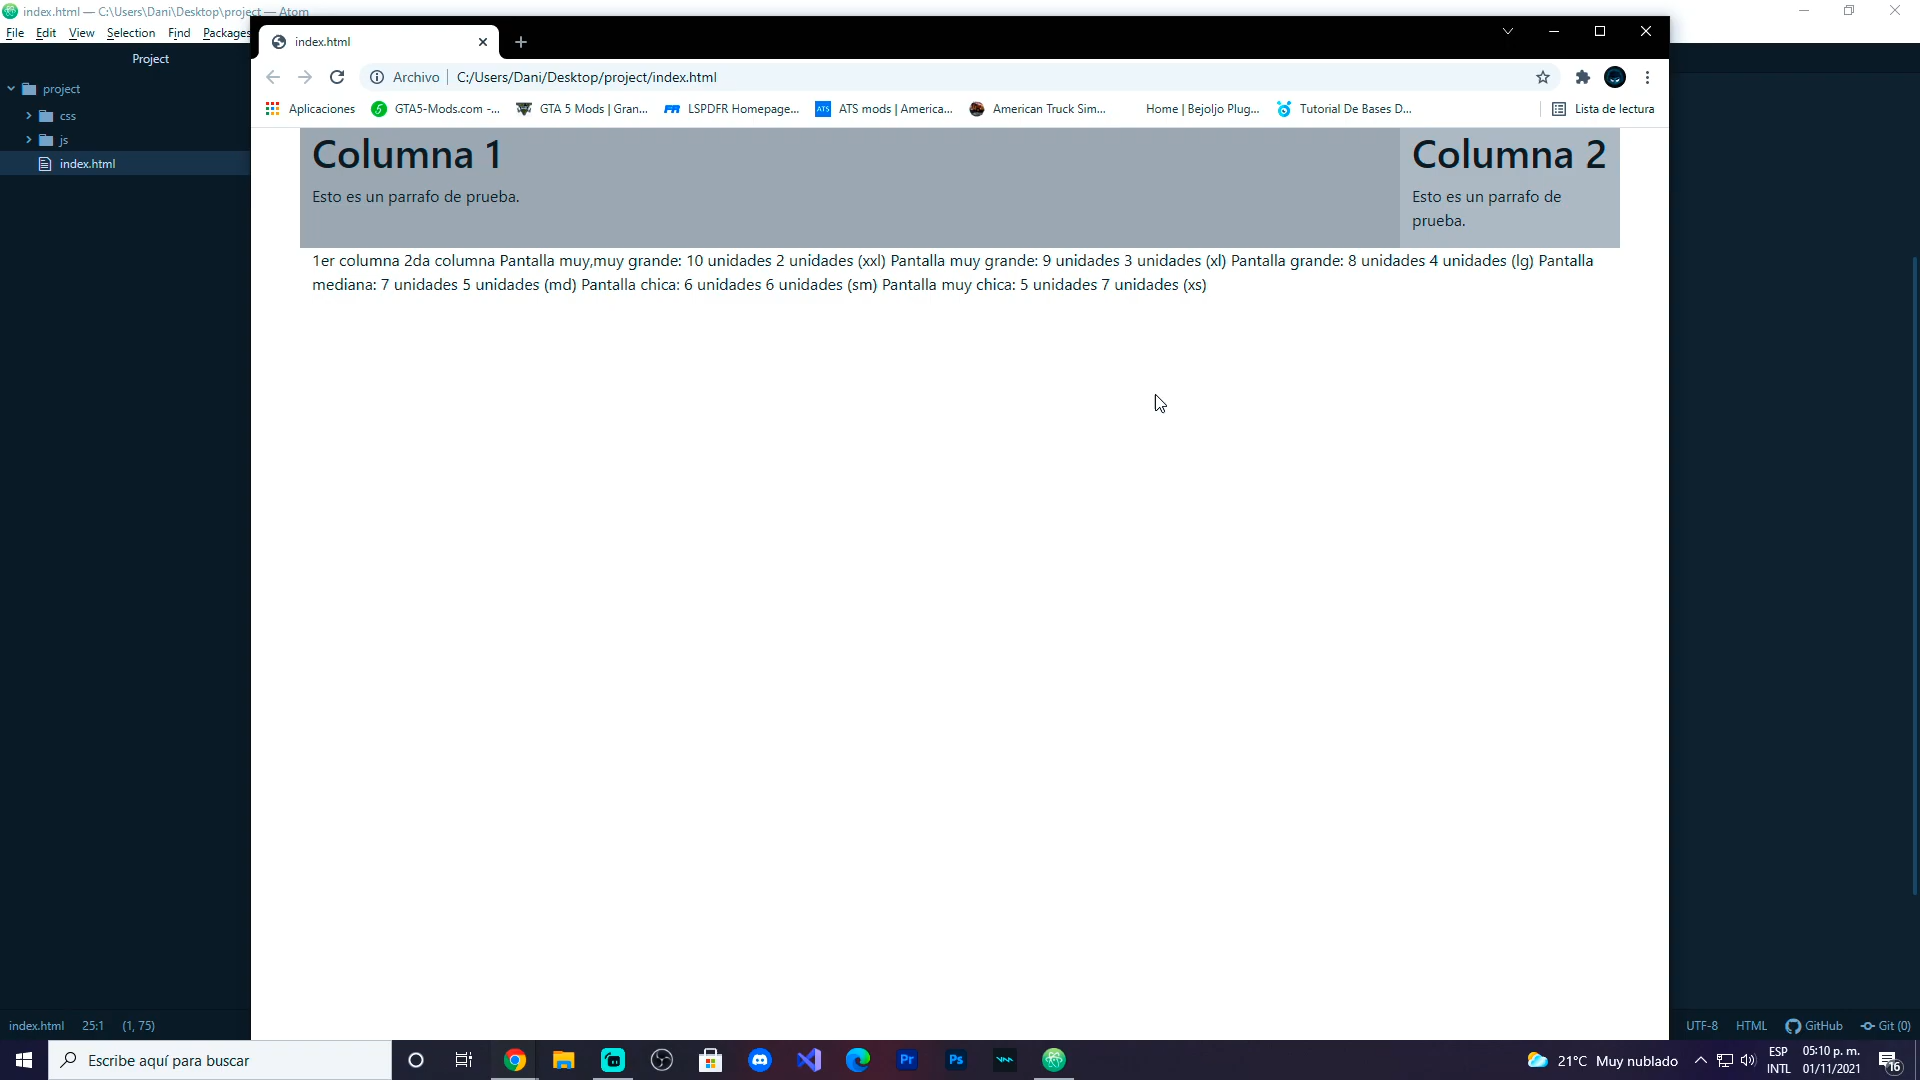 index.html — C:\Users\Dani\Desktop\project — Atom
File Edit View Selection Find Packages
Project
project
css
js
index.html
index.html
Archivo C:/Users/Dani/Desktop/project/index.html
Aplicaciones GTA5-Mods.com -... GTA 5 Mods | Gran... LSPDFR Homepage... ATS ATS mods | America... American Truck Sim... Home | Bejoljo Plug... Tutorial De Bases D... Lista de lectura
Columna 1
Esto es un parrafo de prueba.
Columna 2
Esto es un parrafo de
prueba.
1er columna 2da columna Pantalla muy,muy grande: 10 unidades 2 unidades (xxl) Pantalla muy grande: 9 unidades 3 unidades (xl) Pantalla grande: 8 unidades 4 unidades (lg) Pantalla
mediana: 7 unidades 5 unidades (md) Pantalla chica: 6 unidades 6 unidades (sm) Pantalla muy chica: 5 unidades 7 unidades (xs)
index.html 25:1 (1, 75) UTF-8 HTML GitHub Git (0)
Escribe aquí para buscar
Pr Ps
21°C Muy nublado
ESP
INTL
05:10 p. m.
01/11/2021
16